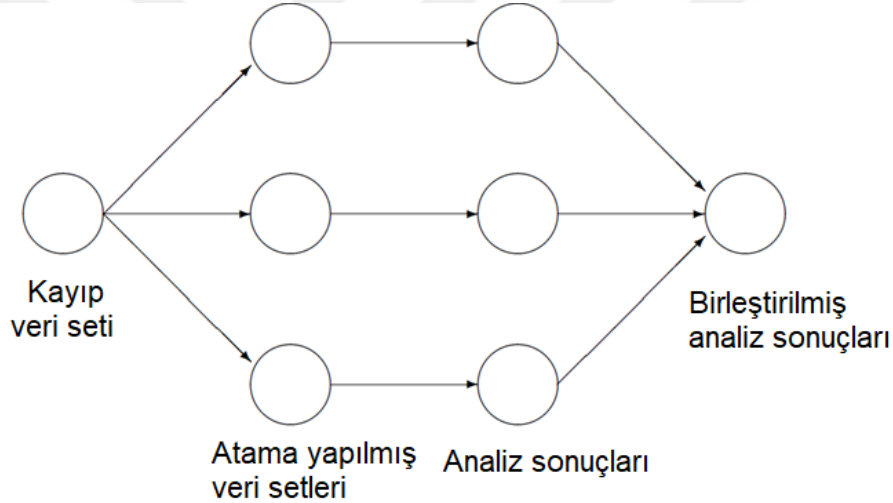 Kayıp
veri seti
Atama yapılmış
veri setleri
Analiz sonuçları
Birleştirilmiş
analiz sonuçları